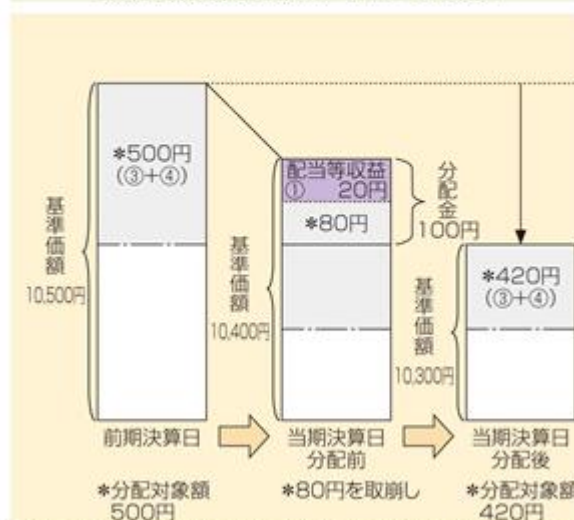 *500円
(③+④)
基準価額
10,500円
前期決算日
*分配対象額
500円
配当等収益
① 20円
*80円
分配金
100円
基準価額
10,400円
当期決算日
分配前
*80円を取崩し
*420円
(③+④)
基準価額
10,300円
当期決算日
分配後
*分配対象額
420円